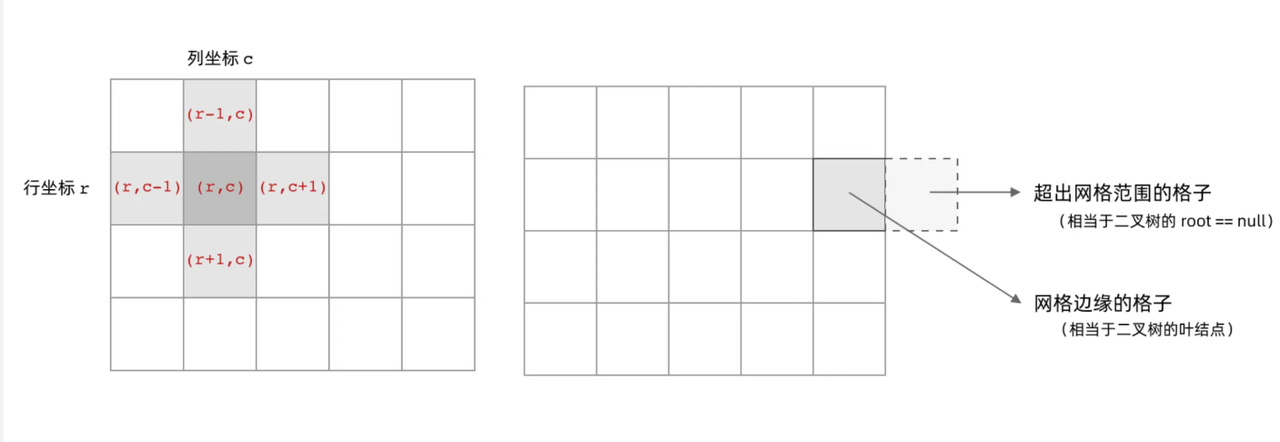 列坐标 c
(r-1,c)
行坐标 r
(r,c-1)
(r,c)
(r,c+1)
(r+1,c)
超出网格范围的格子
（相当于二叉树的 root == null）
网格边缘的格子
（相当于二叉树的叶结点）